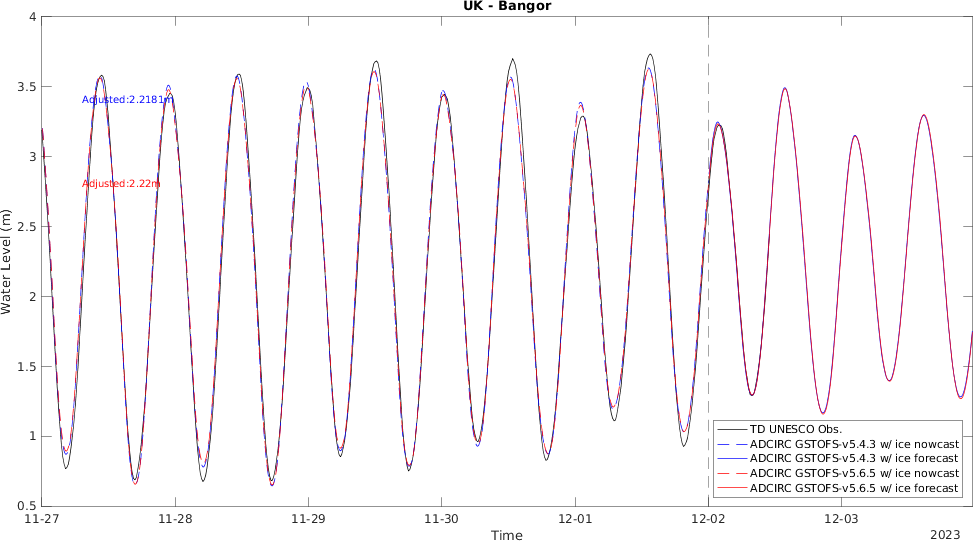 UK - Bangor
4
3.5
3
2.5
2
1.5
1
0.5
Water Level (m)
Adjusted:2.2181m
Adjusted:2.22m
TD UNESCO Obs.
ADCIRC GSTOFS-v5.4.3 w/ ice nowcast
ADCIRC GSTOFS-v5.4.3 w/ ice forecast
ADCIRC GSTOFS-v5.6.5 w/ ice nowcast
ADCIRC GSTOFS-v5.6.5 w/ ice forecast
11-27 11-28 11-29 11-30 12-01 12-02 12-03
Time
2023